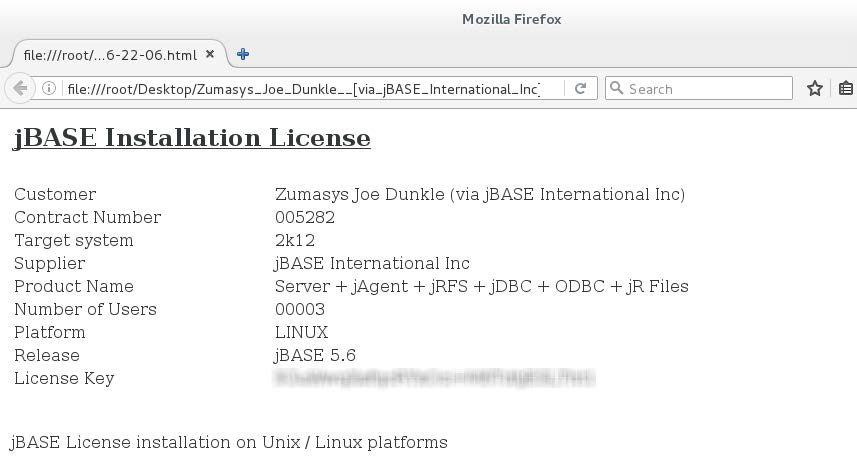 Mozilla Firefox
file:///root/...6-22-06.html
file:///root/Desktop/Zumasys_Joe_Dunkle__[via_jBASE_International_Inc]
Search
jBASE Installation License
Customer Zumasys Joe Dunkle (via jBASE International Inc)
Contract Number 005282
Target system 2k12
Supplier jBASE International Inc
Product Name Server + jAgent + jRFS + jDBC + ODBC + jR Files
Number of Users 00003
Platform LINUX
Release jBASE 5.6
License Key
jBASE License installation on Unix / Linux platforms